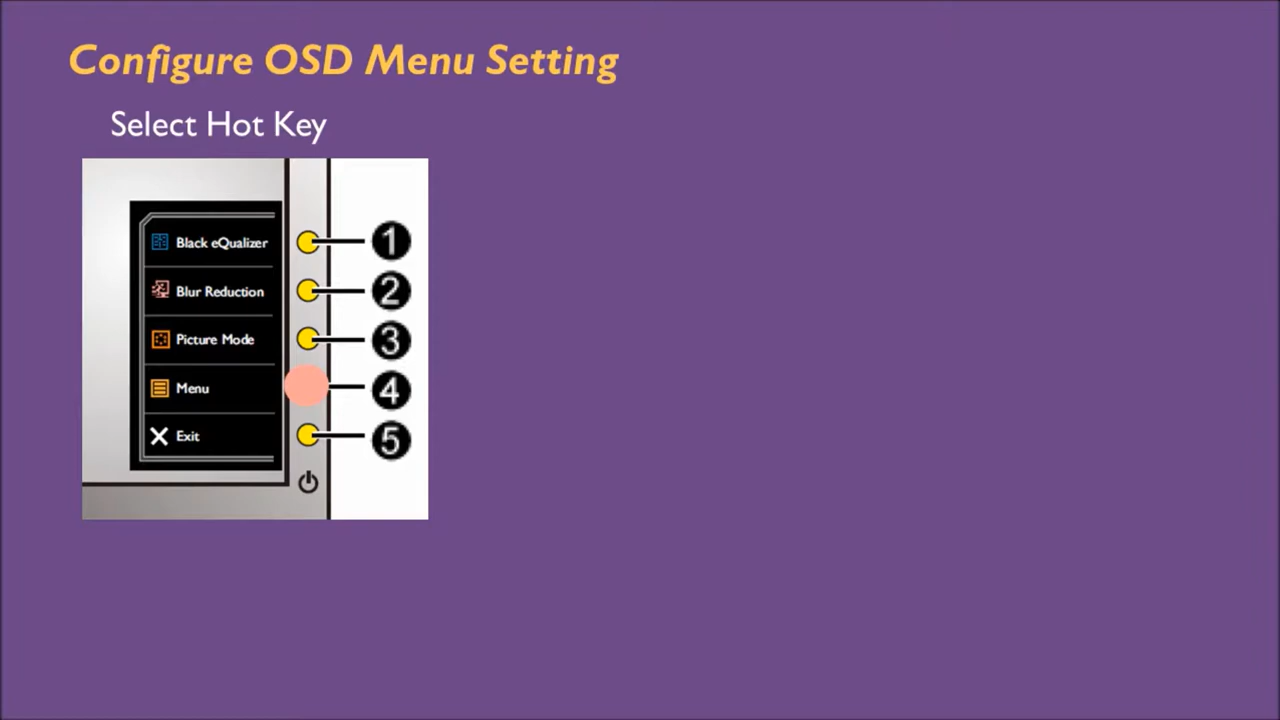 Configure OSD Menu Setting
Select Hot Key
Black eQualizer
1
Blur Reduction
2
Picture Mode
3
Menu
4
Exit
5